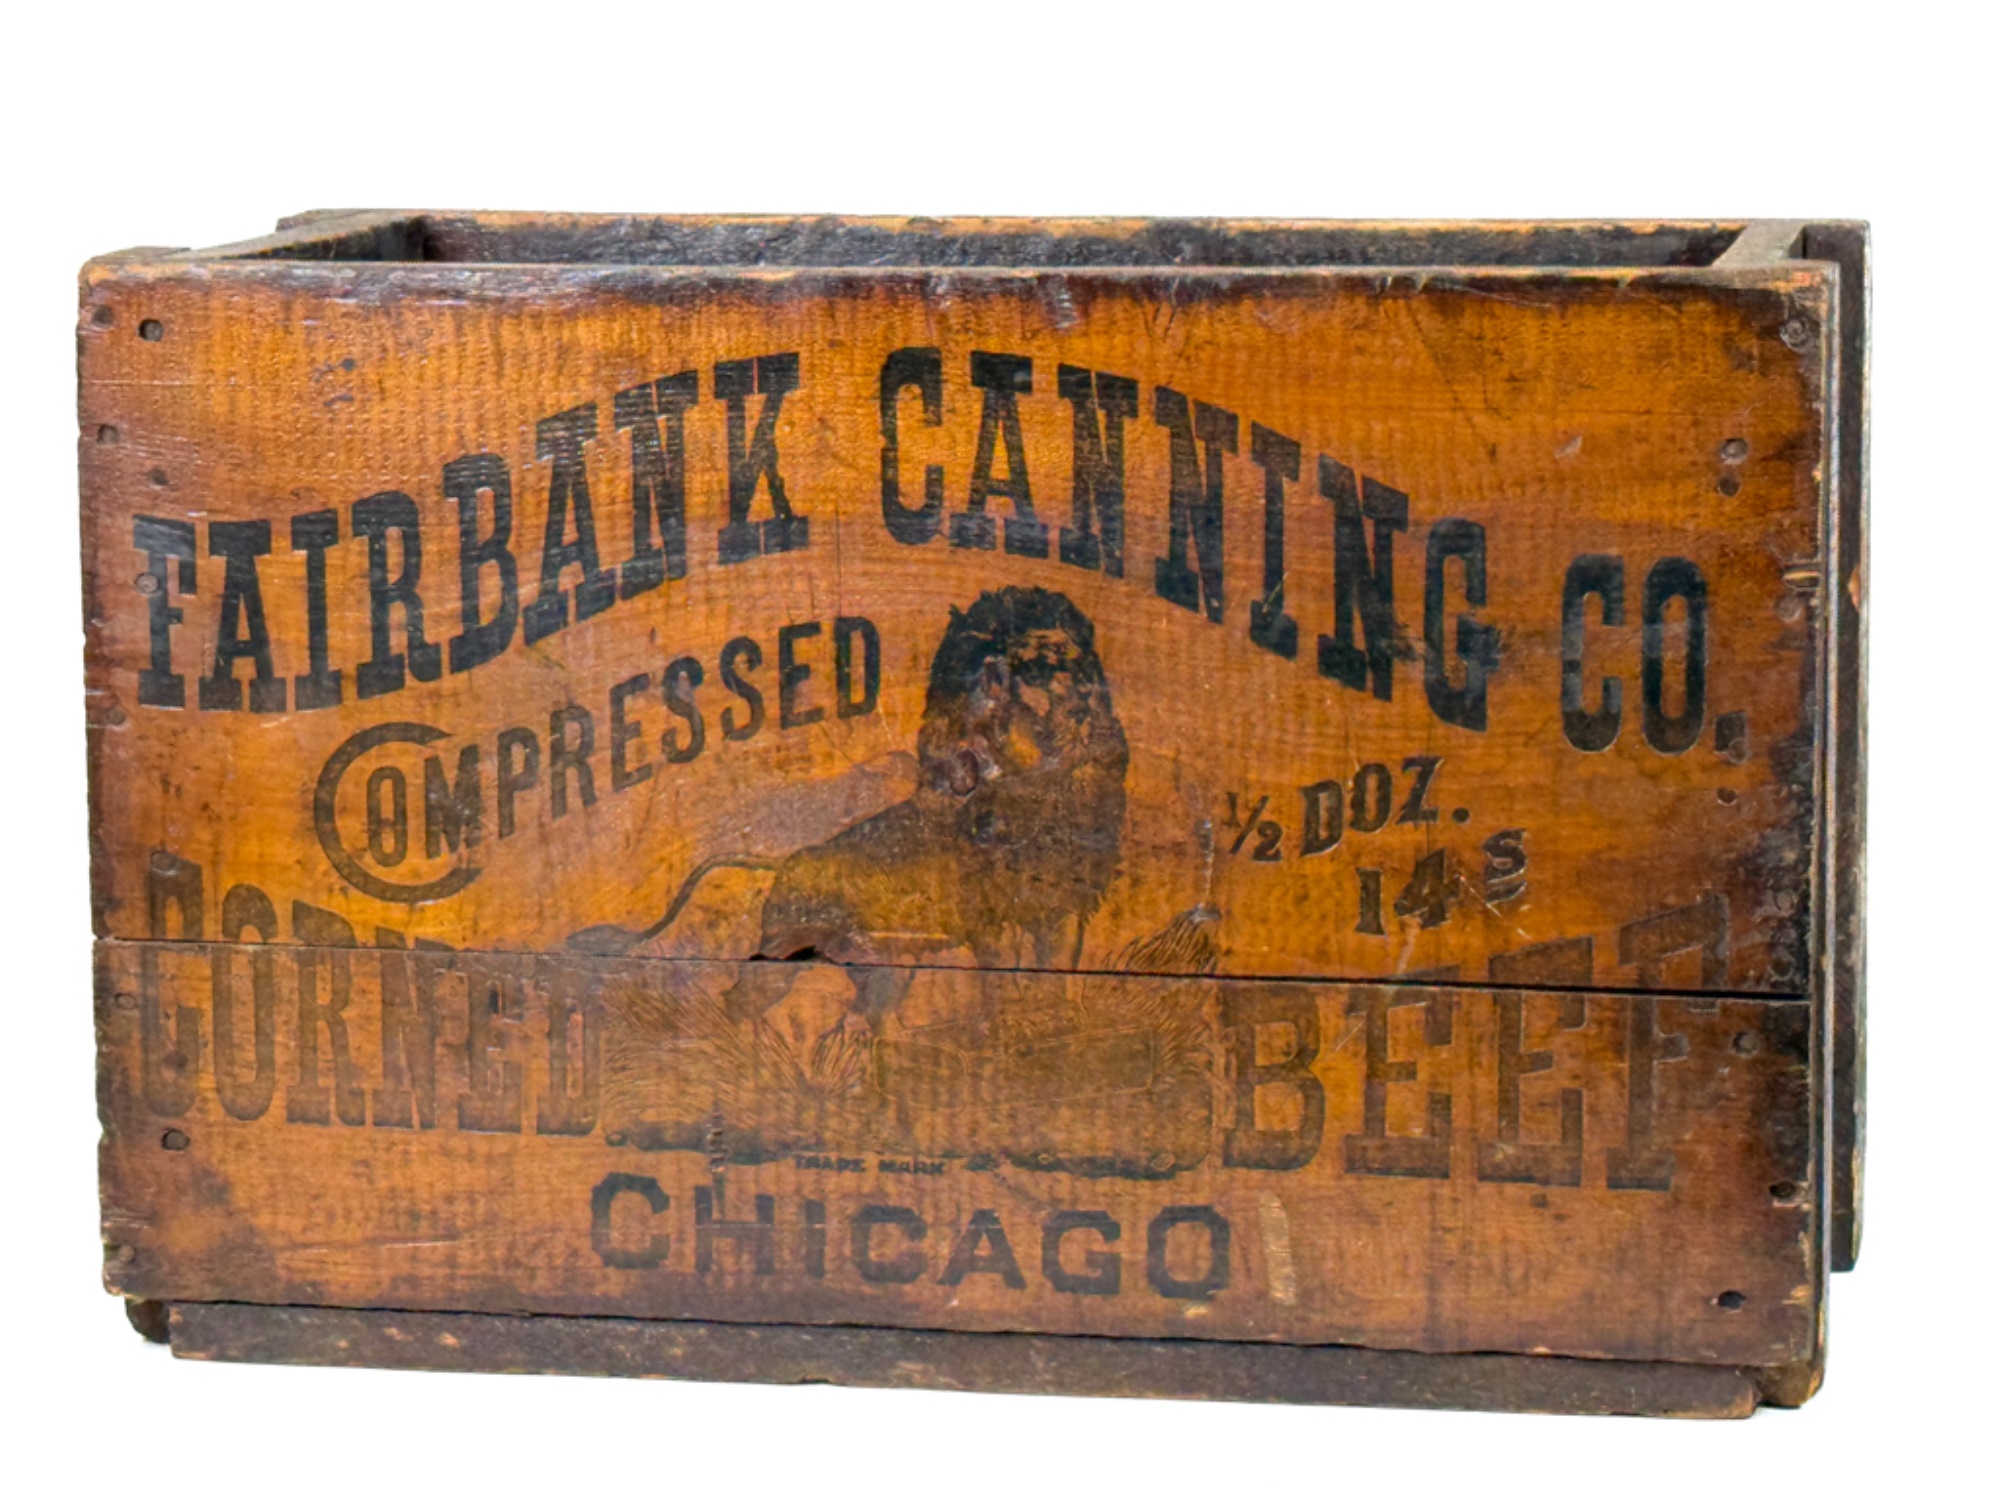 FAIRBANK CANNING CO.
COMPRESSED
½ DOZ.
14S
CORNED BEEF
TRADE MARK
CHICAGO